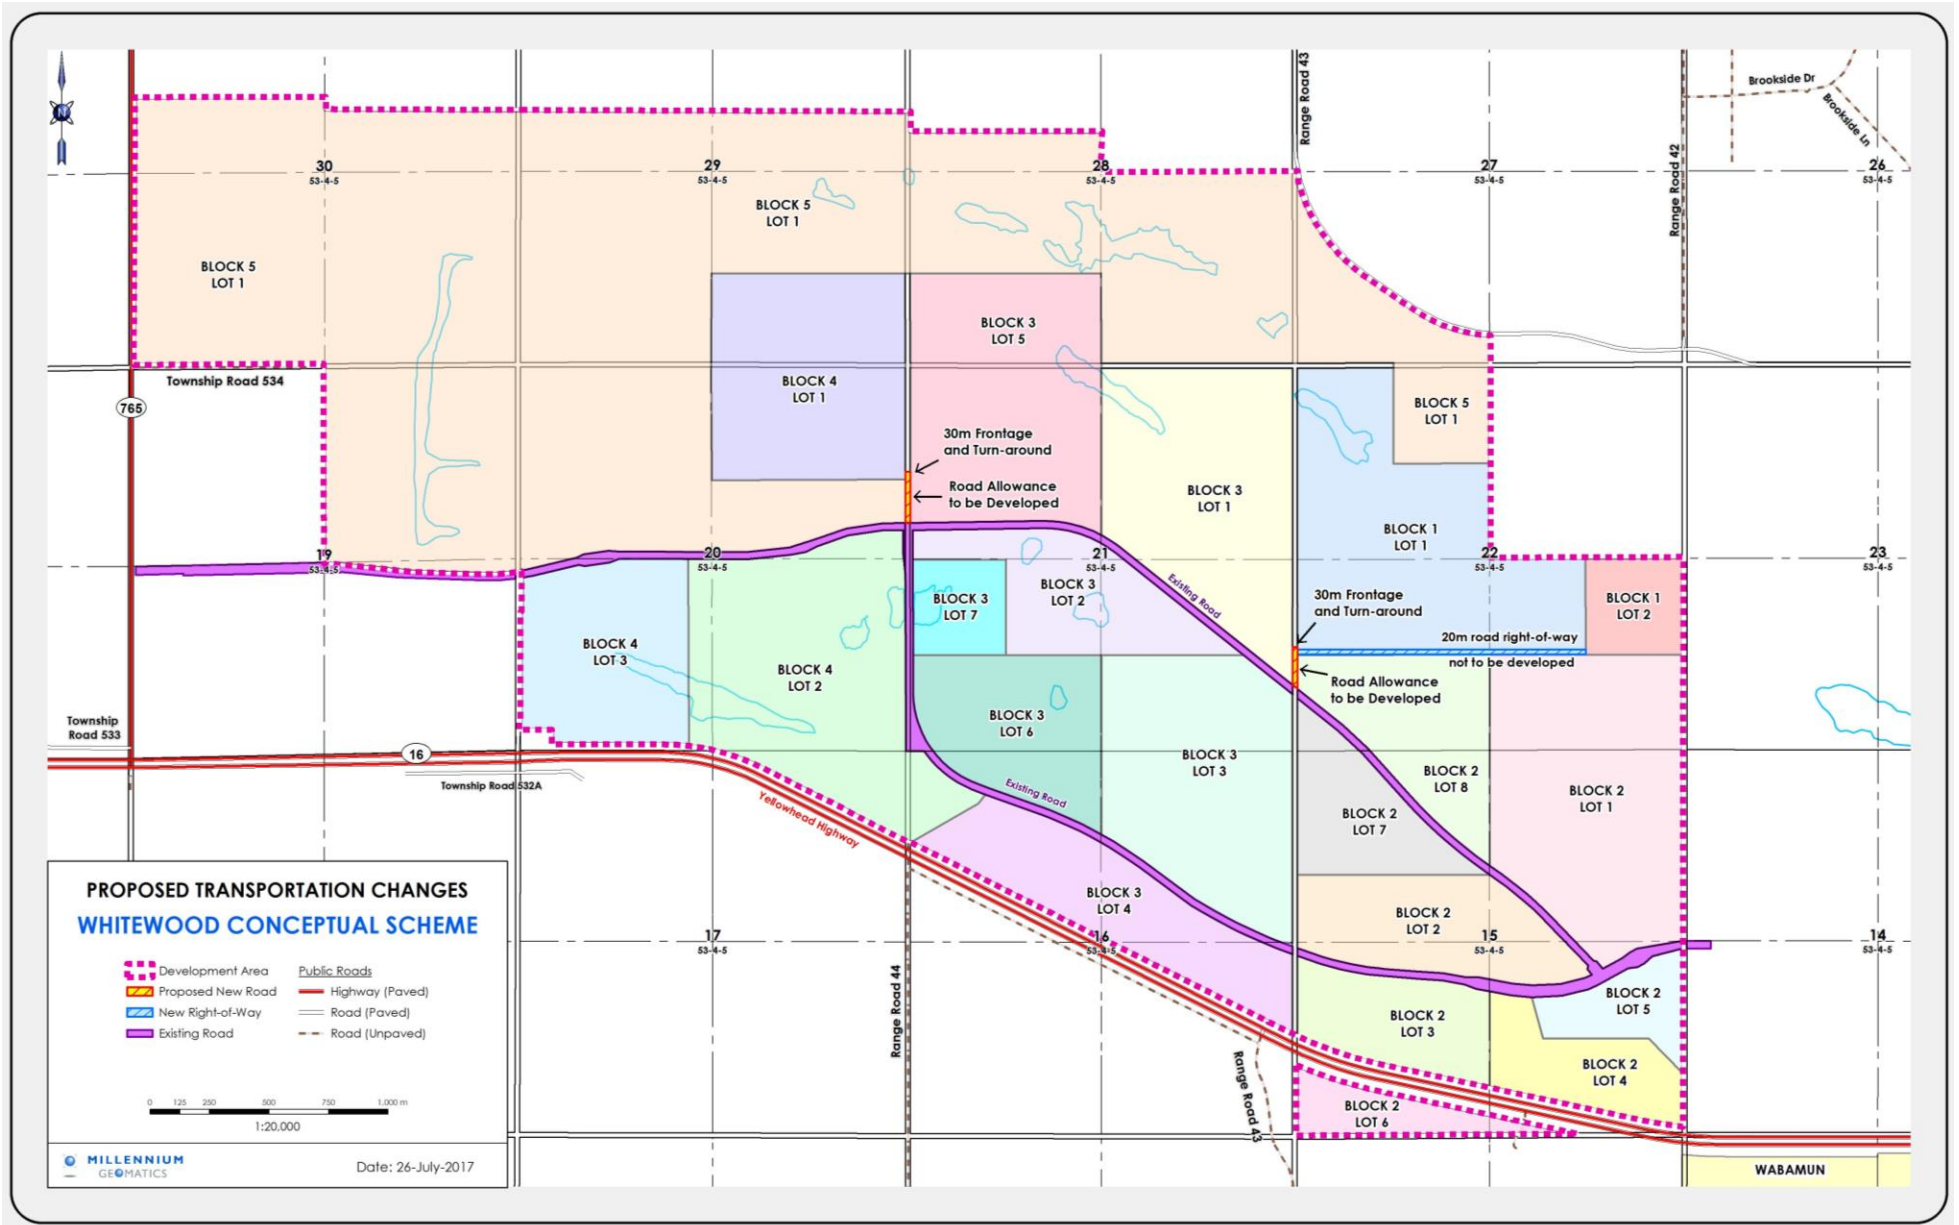 Brookside Dr
Brookside Ln
Range Road 43
Range Road 42
30
53-4-5
29
53-4-5
28
53-4-5
27
53-4-5
26
53-4-5
BLOCK 5
LOT 1
BLOCK 5
LOT 1
BLOCK 3
LOT 5
BLOCK 4
LOT 1
Township Road 534
765
BLOCK 5
LOT 1
30m Frontage
and Turn-around
Road Allowance
to be Developed
BLOCK 3
LOT 1
BLOCK 1
LOT 1
19
53-4-5
20
53-4-5
21
53-4-5
22
53-4-5
23
53-4-5
Existing Road
BLOCK 3
LOT 7
BLOCK 3
LOT 2
30m Frontage
and Turn-around
BLOCK 1
LOT 2
20m road right-of-way
not to be developed
BLOCK 4
LOT 3
BLOCK 4
LOT 2
Road Allowance
to be Developed
BLOCK 3
LOT 6
Township
Road 533
16
BLOCK 3
LOT 3
BLOCK 2
LOT 8
BLOCK 2
LOT 1
Township Road 532A
Existing Road
Yellowhead Highway
BLOCK 2
LOT 7
BLOCK 3
LOT 4
BLOCK 2
LOT 2
17
53-4-5
16
53-4-5
15
53-4-5
14
53-4-5
Range Road 44
BLOCK 2
LOT 5
BLOCK 2
LOT 3
BLOCK 2
LOT 4
Range Road 43
BLOCK 2
LOT 6
WABAMUN
PROPOSED TRANSPORTATION CHANGES
WHITEWOOD CONCEPTUAL SCHEME
Development Area
Proposed New Road
New Right-of-Way
Existing Road
Public Roads
Highway (Paved)
Road (Paved)
Road (Unpaved)
0 125 250 500 750 1,000 m
1:20,000
MILLENNIUM
GEOMATICS
Date: 26-July-2017
N